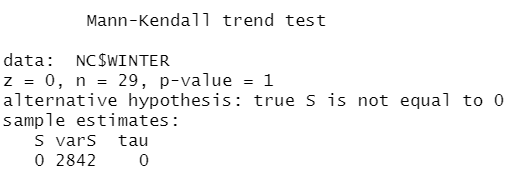 Mann-Kendall trend test
data:  NC$WINTER
z = 0, n = 29, p-value = 1
alternative hypothesis: true S is not equal to 0
sample estimates:
S varS  tau
0 2842    0